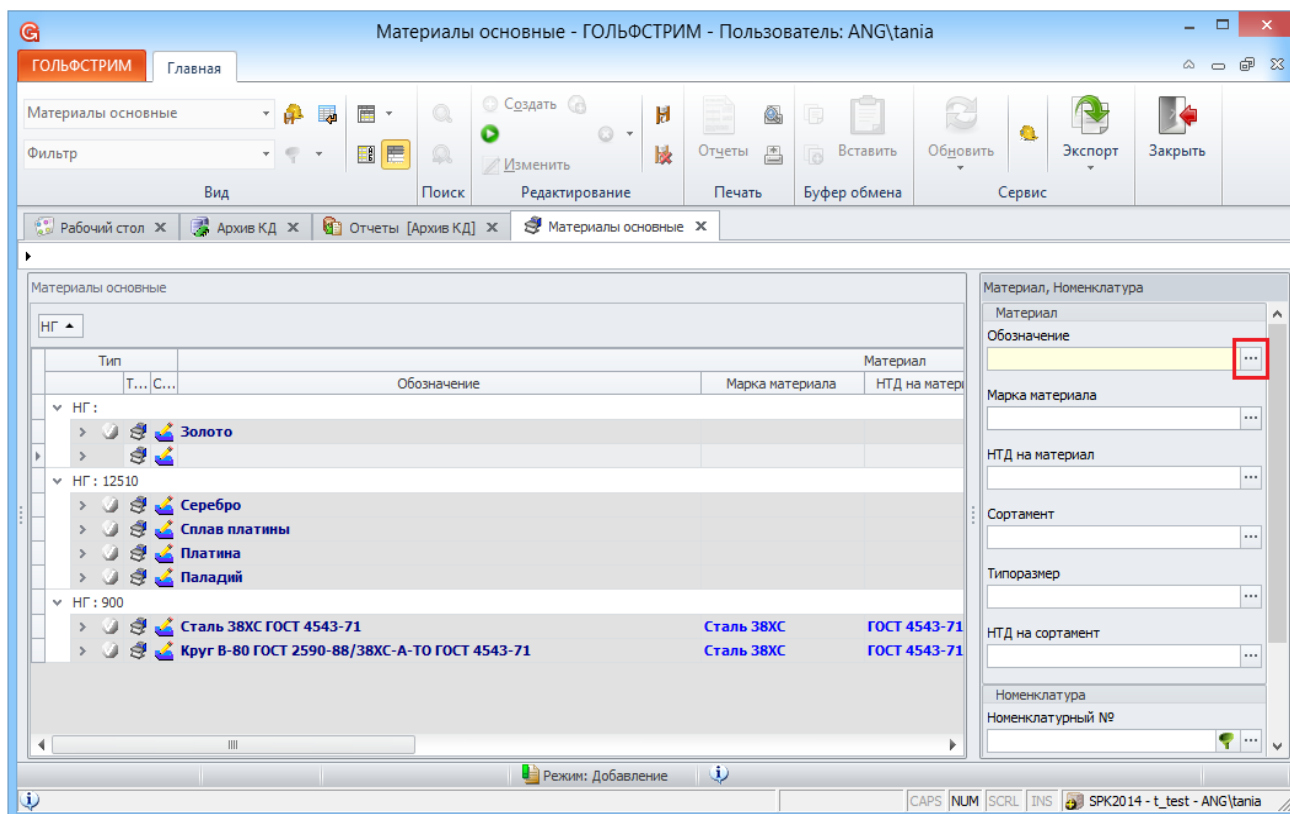 Материалы основные - ГОЛЬФСТРИМ - Пользователь: ANG\tania
ГОЛЬФСТРИМ Главная
Материалы основные
Создать
Фильтр
Изменить
Отчеты
Вставить
Обновить
Экспорт
Закрыть
Вид Поиск Редактирование Печать Буфер обмена Сервис
Рабочий стол Архив КД Отчеты [Архив КД] Материалы основные
Материалы основные
НГ
Тип Материал
Т... С... Обозначение Марка материала НТД на матери
НГ :
Золото
НГ : 12510
Серебро
Сплав платины
Платина
Паладий
НГ : 900
Сталь 38ХС ГОСТ 4543-71 Сталь 38ХС ГОСТ 4543-71
Круг В-80 ГОСТ 2590-88/38ХС-А-ТО ГОСТ 4543-71 Сталь 38ХС ГОСТ 4543-71
Материал, Номенклатура
Материал
Обозначение
Марка материала
НТД на материал
Сортамент
Типоразмер
НТД на сортамент
Номенклатура
Номенклатурный №
Режим: Добавление
CAPS NUM SCRL INS SPK2014 - t_test - ANG\tania